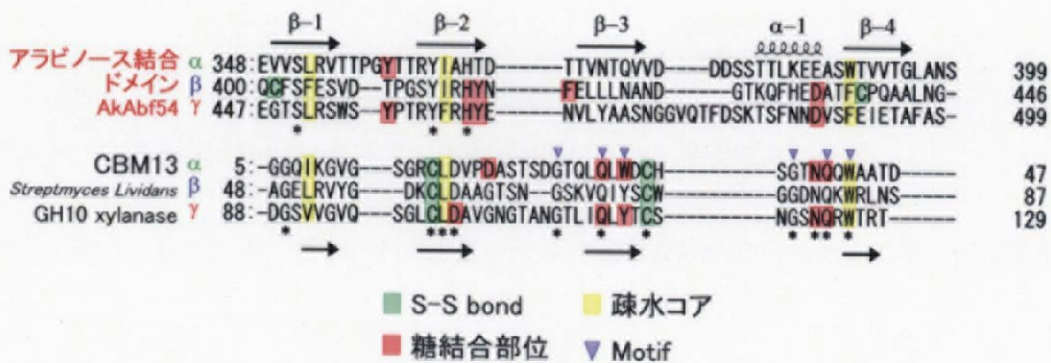 β-1 β-2 β-3 α-1 β-4
アラビノース結合 α 348:EVVSLRVTTPGYTTRYIAHTD------TTVNTQVVD---DDSSTTLKEEASWTVVTGLANS 399
ドメイン β 400:QCFSFESVD--TPGSYIRHYN------FELLLNAND-----GTKQFHEDATFCPQAALNG- 446
AkAbf54 γ 447:EGTSLRSWS--YPTRYFRHYE------NVLYAASNGGVQTFDSKTSFNNDVSFEIETAFAS- 499
* * *
CBM13 α 5:-GGQIKGVG---SGRCLDVPDASTSDGTQLQLWDCH---------SGTNQQWAATD 47
Streptmyces Lividans β 48:-AGELRVYG---DKCLDAAGTSN--GSKVQIYSCW---------GGDNQKWRLNS 87
GH10 xylanase γ 88:-DGSVVGVQ---SGLCLDAVGNGTANGTLIQLYTCS---------NGSNQRWTRT- 129
* *** * * * * ** *
S-S bond 疎水コア
糖結合部位 Motif